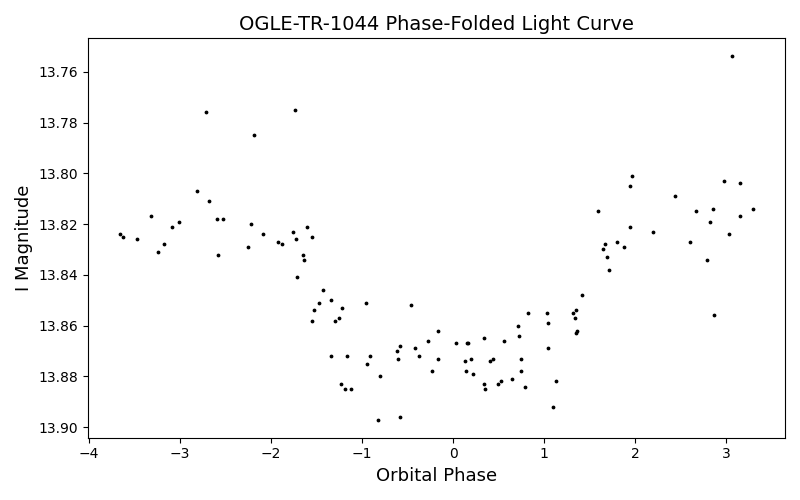 OGLE-TR-1044 Phase-Folded Light Curve
I Magnitude
13.76
13.78
13.80
13.82
13.84
13.86
13.88
13.90
−4 −3 −2 −1 0 1 2 3
Orbital Phase